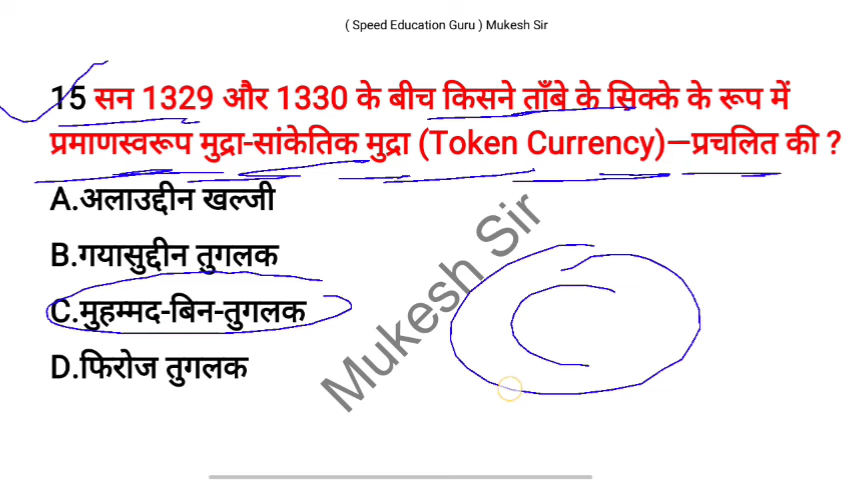 ( Speed Education Guru ) Mukesh Sir
15 सन 1329 और 1330 के बीच किसने ताँबे के सिक्के के रूप में
प्रमाणस्वरूप मुद्रा-सांकेतिक मुद्रा (Token Currency)—प्रचलित की ?
A.अलाउद्दीन खल्जी
B.गयासुद्दीन तुगलक
C.मुहम्मद-बिन-तुगलक
D.फिरोज तुगलक
Mukesh Sir
C